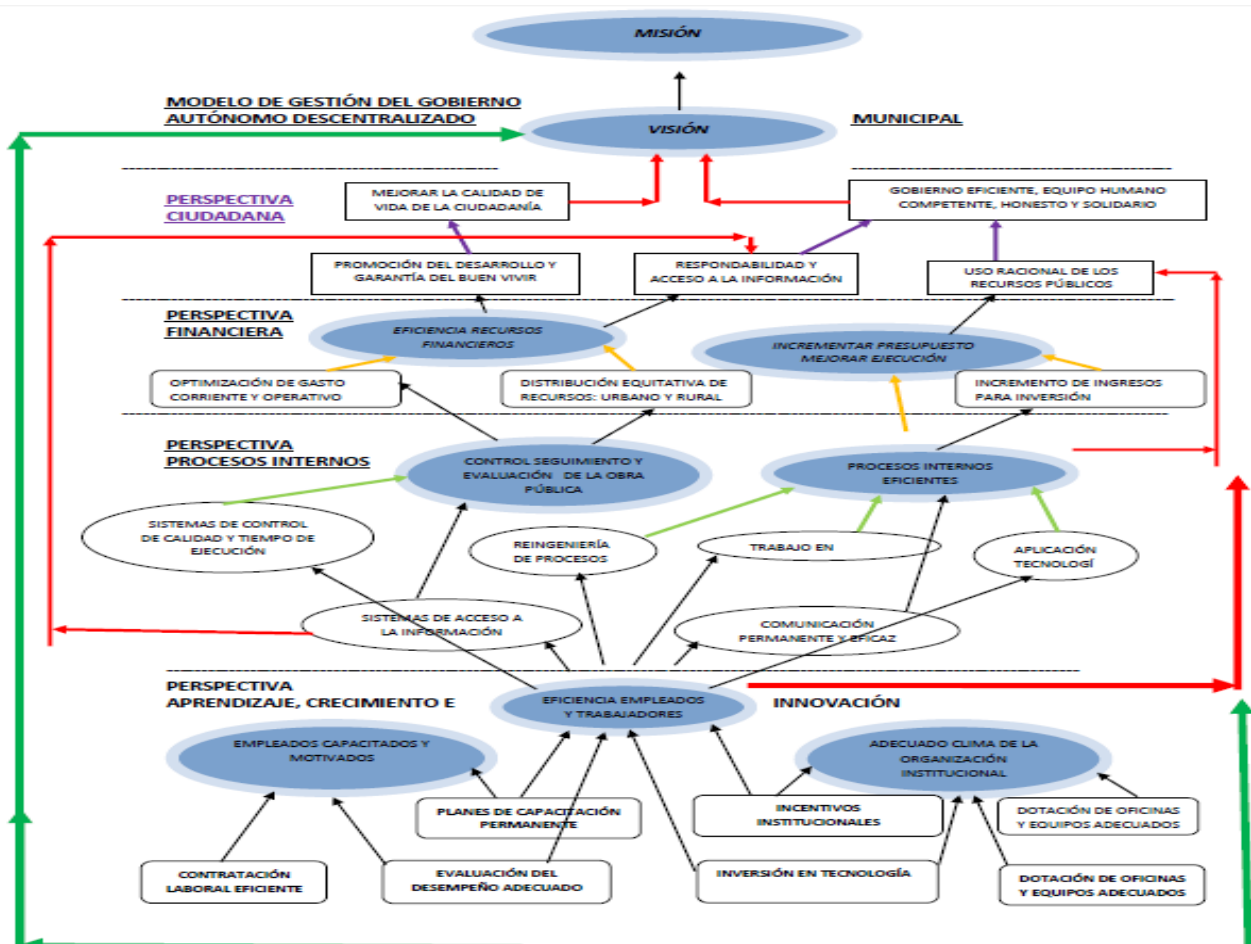 MISIÓN
MODELO DE GESTIÓN DEL GOBIERNO
AUTÓNOMO DESCENTRALIZADO
VISIÓN
MUNICIPAL
PERSPECTIVA
CIUDADANA
MEJORAR LA CALIDAD DE
VIDA DE LA CIUDADANÍA
GOBIERNO EFICIENTE, EQUIPO HUMANO
COMPETENTE, HONESTO Y SOLIDARIO
PROMOCIÓN DEL DESARROLLO Y
GARANTÍA DEL BUEN VIVIR
RESPONDABILIDAD Y
ACCESO A LA INFORMACIÓN
USO RACIONAL DE LOS
RECURSOS PÚBLICOS
PERSPECTIVA
FINANCIERA
EFICIENCIA RECURSOS
FINANCIEROS
INCREMENTAR PRESUPUESTO
MEJORAR EJECUCIÓN
OPTIMIZACIÓN DE GASTO
CORRIENTE Y OPERATIVO
DISTRIBUCIÓN EQUITATIVA DE
RECURSOS: URBANO Y RURAL
INCREMENTO DE INGRESOS
PARA INVERSIÓN
PERSPECTIVA
PROCESOS INTERNOS
CONTROL SEGUIMIENTO Y
EVALUACIÓN DE LA OBRA
PÚBLICA
PROCESOS INTERNOS
EFICIENTES
SISTEMAS DE CONTROL
DE CALIDAD Y TIEMPO DE
EJECUCIÓN
REINGENIERÍA
DE PROCESOS
TRABAJO EN
APLICACIÓN
TECNOLOGÍ
SISTEMAS DE ACCESO A
LA INFORMACIÓN
COMUNICACIÓN
PERMANENTE Y EFICAZ
PERSPECTIVA
APRENDIZAJE, CRECIMIENTO E
INNOVACIÓN
EFICIENCIA EMPLEADOS
Y TRABAJADORES
EMPLEADOS CAPACITADOS Y
MOTIVADOS
ADECUADO CLIMA DE LA
ORGANIZACIÓN
INSTITUCIONAL
PLANES DE CAPACITACIÓN
PERMANENTE
INCENTIVOS
INSTITUCIONALES
DOTACIÓN DE OFICINAS
Y EQUIPOS ADECUADOS
CONTRATACIÓN
LABORAL EFICIENTE
EVALUACIÓN DEL
DESEMPEÑO ADECUADO
INVERSIÓN EN TECNOLOGÍA
DOTACIÓN DE OFICINAS
Y EQUIPOS ADECUADOS